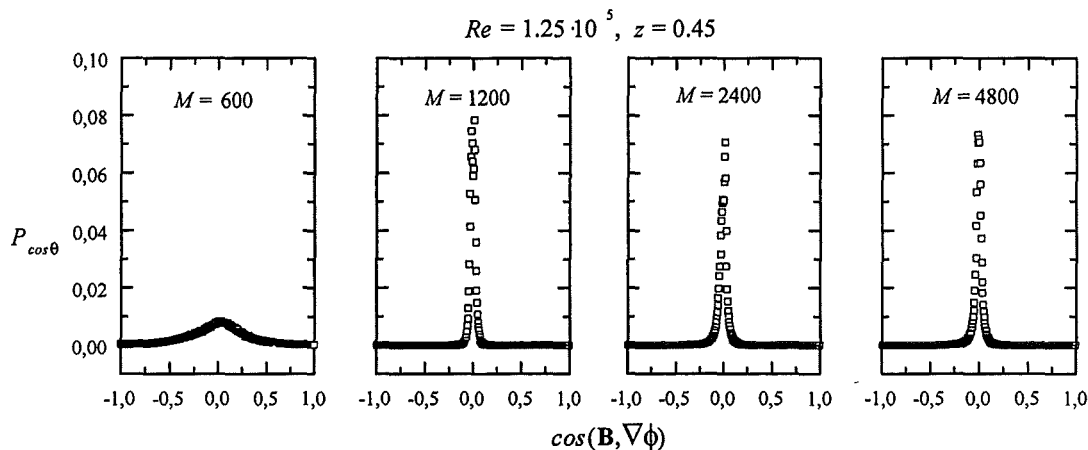 Re = 1.25·10 5, z = 0.45
0,10
0,08
0,06
0,04
0,02
0,00
P cosθ
M = 600
M = 1200
M = 2400
M = 4800
-1,0 -0,5 0,0 0,5 1,0 -1,0 -0,5 0,0 0,5 1,0 -1,0 -0,5 0,0 0,5 1,0 -1,0 -0,5 0,0 0,5 1,0
cos(B,∇ϕ)